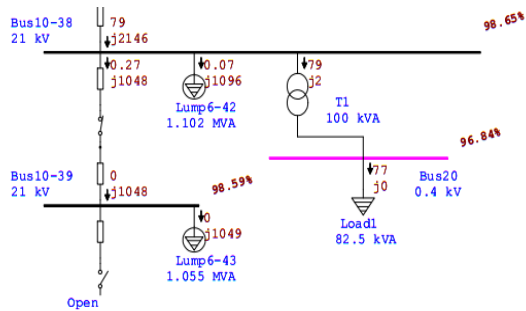 Bus10-38
21 kV
79
j2146
98.65%
0.27
j1048
0.07
j1096
79
j2
Lump6-42
1.102 MVA
T1
100 kVA
96.84%
Bus10-39
21 kV
0
j1048
98.59%
77
j0
Bus20
0.4 kV
0
j1049
Load1
82.5 kVA
Lump6-43
1.055 MVA
Open